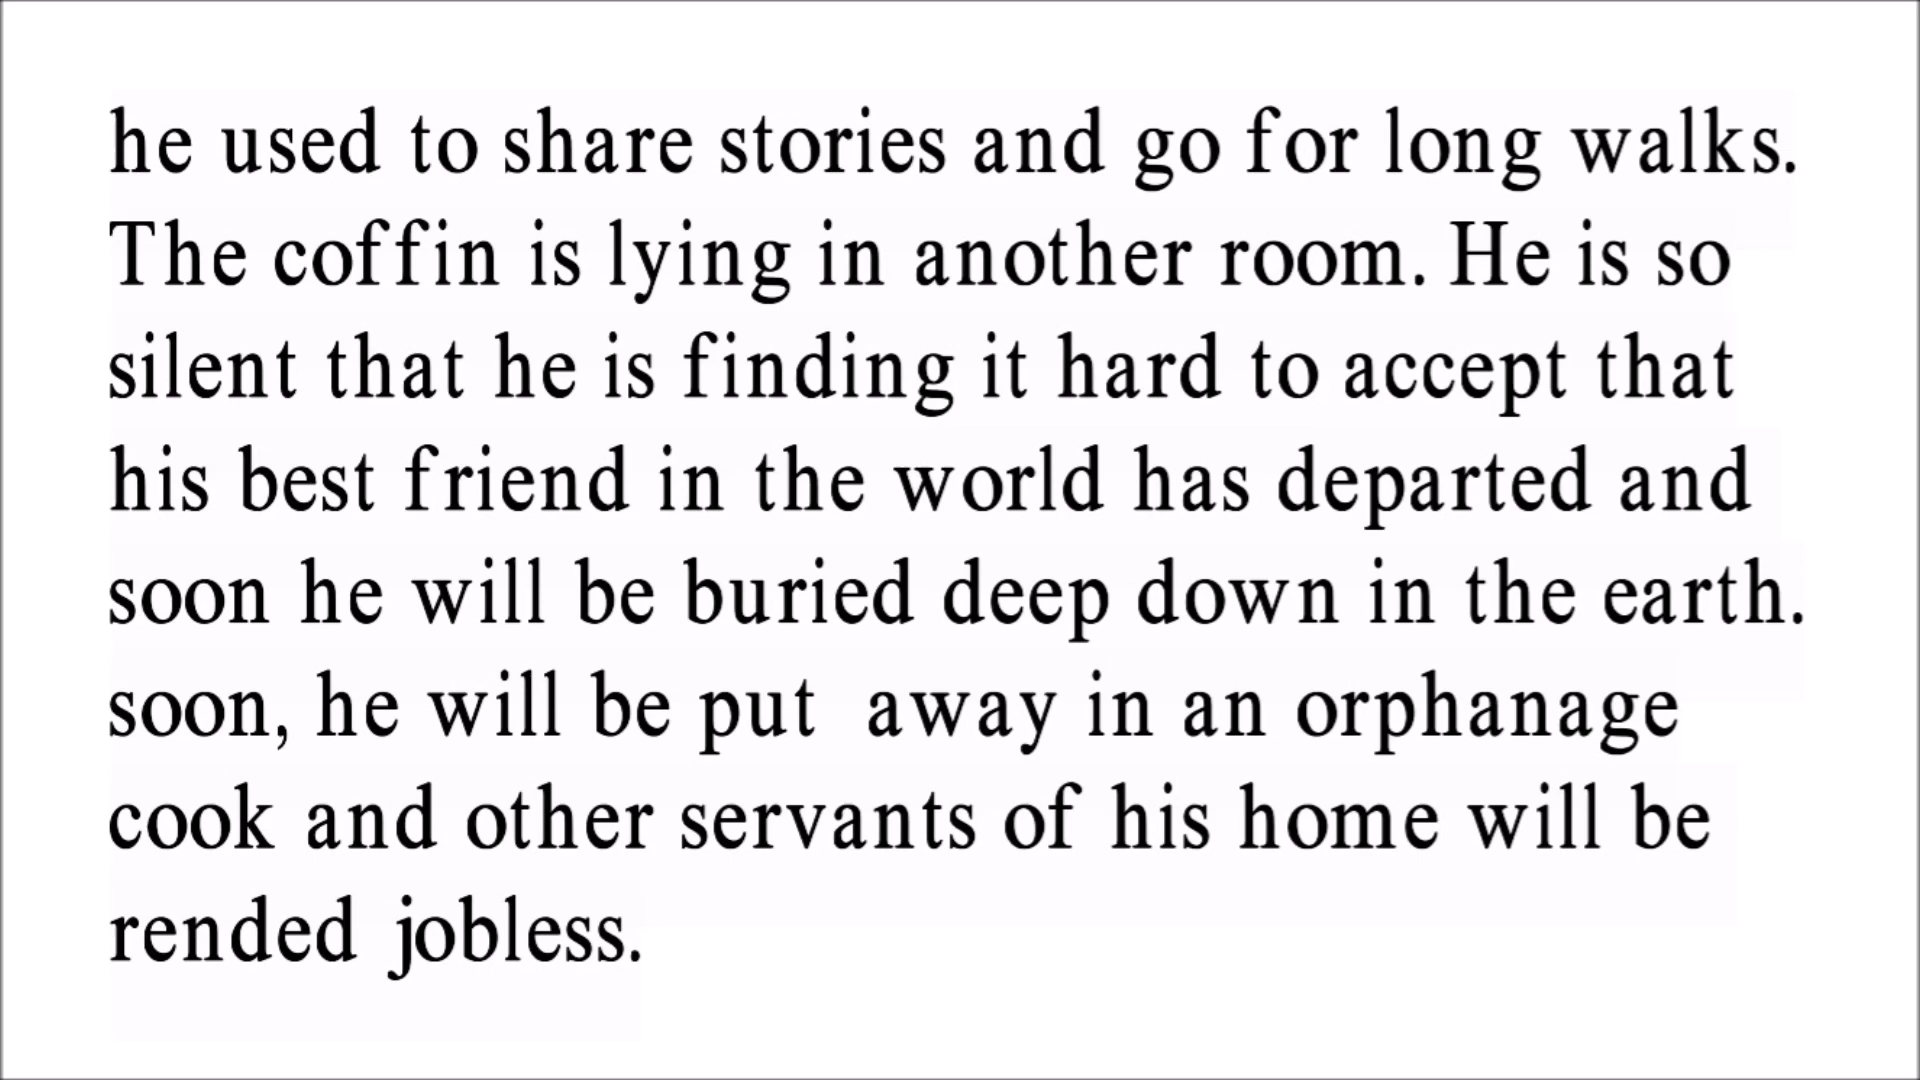 he used to share stories and go for long walks.
The coffin is lying in another room. He is so
silent that he is finding it hard to accept that
his best friend in the world has departed and
soon he will be buried deep down in the earth.
soon, he will be put away in an orphanage
cook and other servants of his home will be
rended jobless.